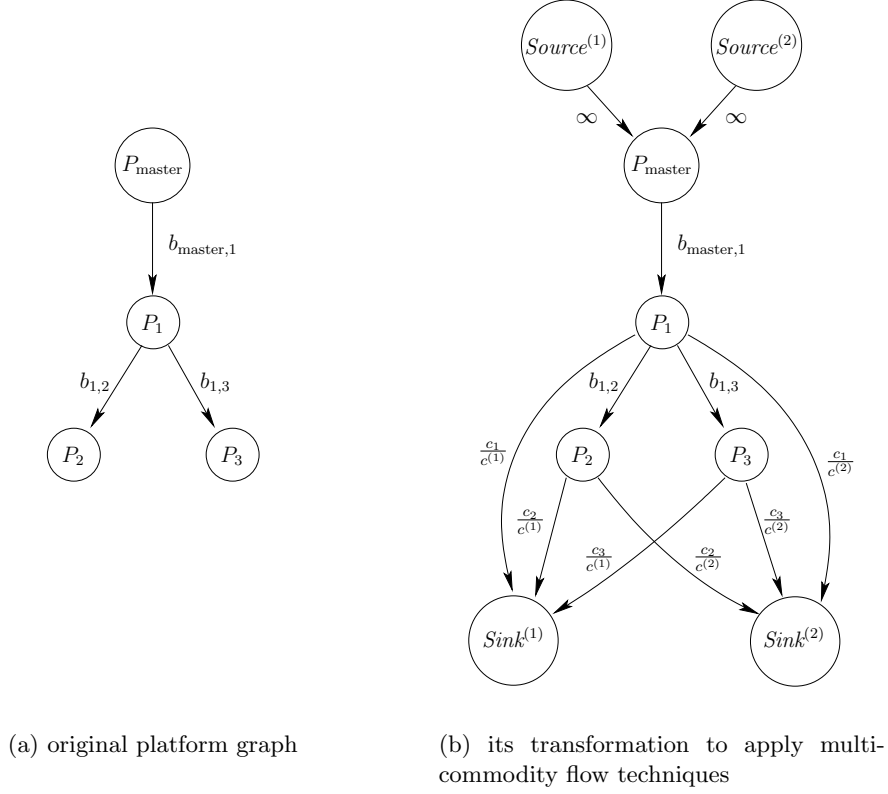 Source^(1) Source^(2)
∞ ∞
P_master P_master
b_master,1 b_master,1
P_1 P_1
b_1,2 b_1,3 b_1,2 b_1,3
P_2 P_3 P_2 P_3
c_1/c^(1) c_1/c^(2)
c_2/c^(1) c_3/c^(1) c_2/c^(2) c_3/c^(2)
Sink^(1) Sink^(2)
(a) original platform graph
(b) its transformation to apply multi-
commodity flow techniques